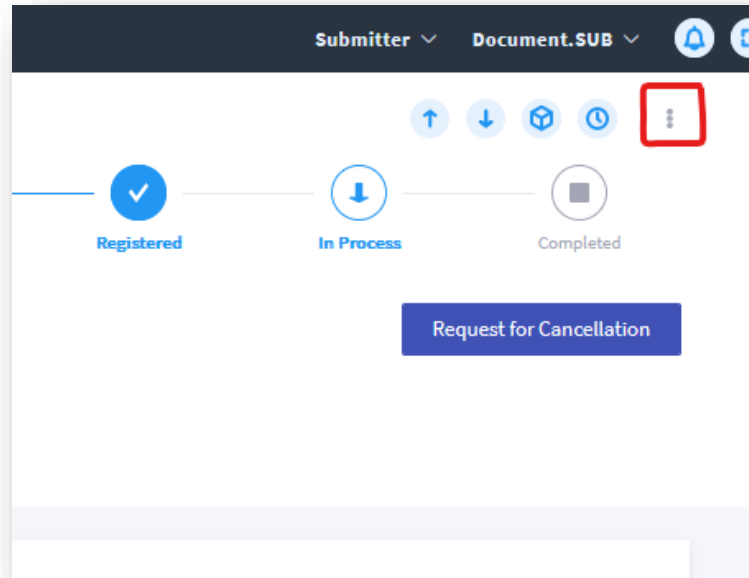 Submitter Document.SUB
Registered In Process Completed
Request for Cancellation